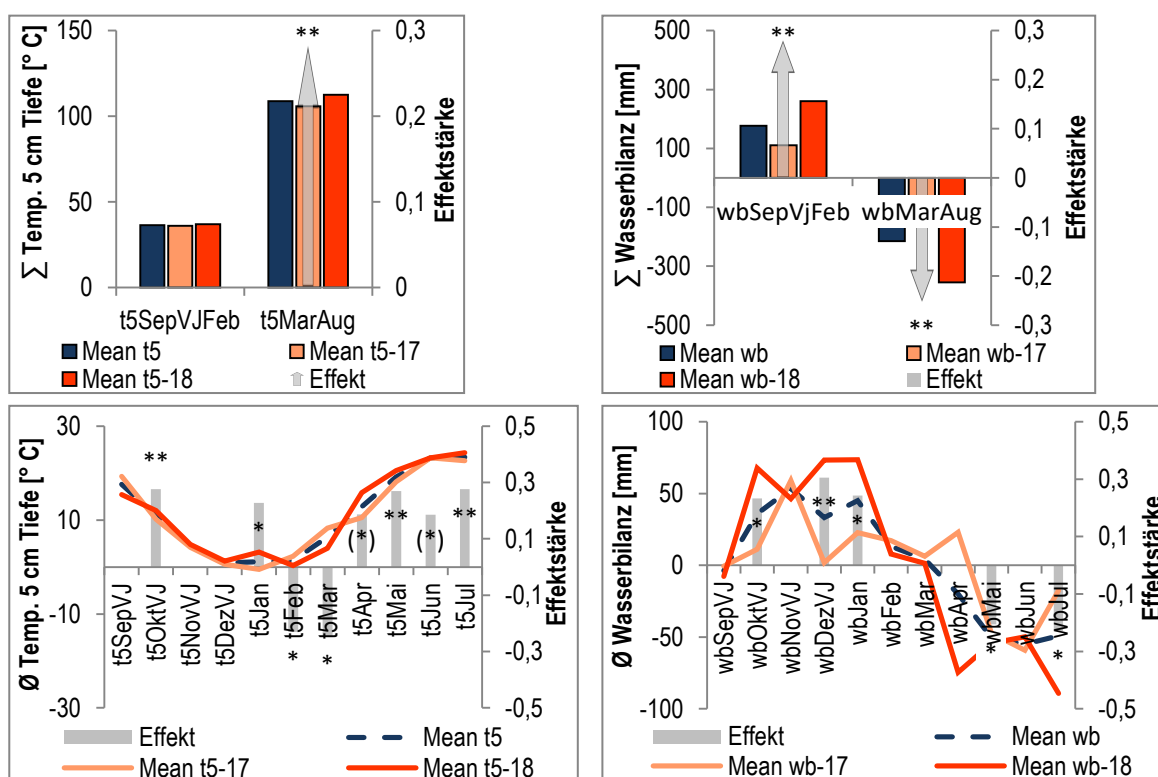 ∑ Temp. 5 cm Tiefe [° C]
150
100
50
0
**
0,3
0,2
0,1
0
Effektstärke
t5SepVJFeb t5MarAug
Mean t5 Mean t5-17
Mean t5-18 Effekt
∑ Wasserbilanz [mm]
500
300
100
-100
-300
-500
**
wbSepVjFeb wbMarAug
**
0,3
0,2
0,1
0
-0,1
-0,2
-0,3
Effektstärke
Mean wb Mean wb-17
Mean wb-18 Effekt
Ø Temp. 5 cm Tiefe [° C]
30
10
-10
-30
** * * * (*) ** (*) **
t5SepVJ
t5OktVJ
t5NovVJ
t5DezVJ
t5Jan
t5Feb
t5Mar
t5Apr
t5Mai
t5Jun
t5Jul
0,5
0,3
0,1
-0,1
-0,3
-0,5
Effektstärke
Effekt Mean t5
Mean t5-17 Mean t5-18
Ø Wasserbilanz [mm]
100
50
0
-50
-100
* ** * * *
wbSepVJ
wbOktVJ
wbNovVJ
wbDezVJ
wbJan
wbFeb
wbMar
wbApr
wbMai
wbJun
wbJul
0,5
0,3
0,1
-0,1
-0,3
-0,5
Effektstärke
Effekt Mean wb
Mean wb-17 Mean wb-18